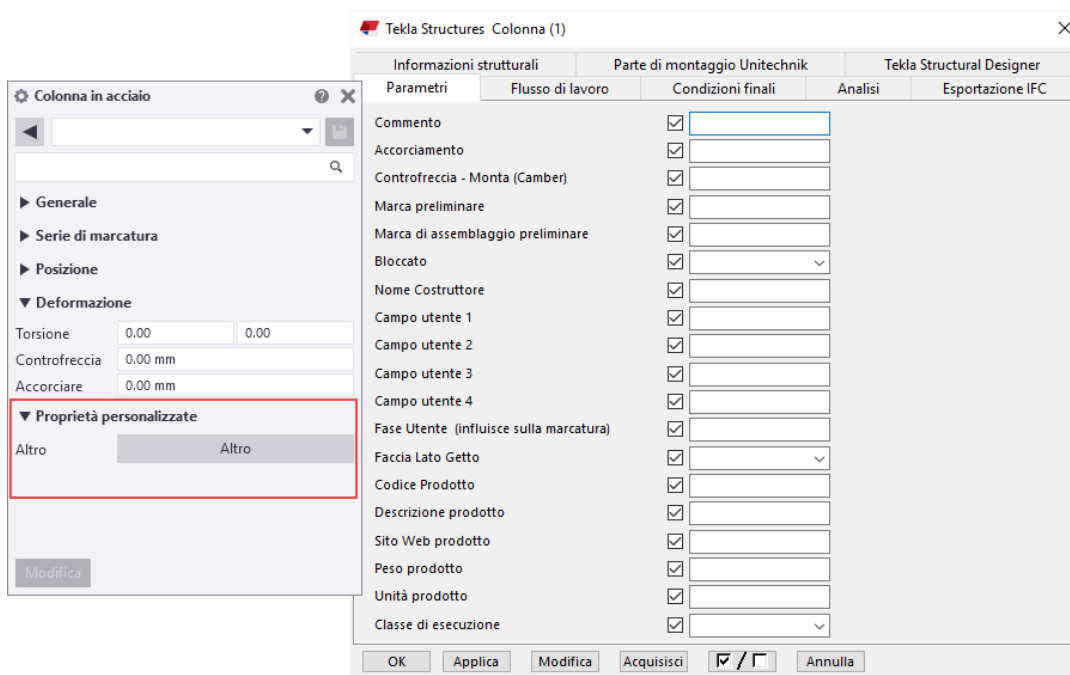 Tekla Structures Colonna (1)
Informazioni strutturali Parte di montaggio Unitechnik Tekla Structural Designer
Parametri Flusso di lavoro Condizioni finali Analisi Esportazione IFC
Commento
Accorciamento
Controfreccia - Monta (Camber)
Marca preliminare
Marca di assemblaggio preliminare
Bloccato
Nome Costruttore
Campo utente 1
Campo utente 2
Campo utente 3
Campo utente 4
Fase Utente (influisce sulla marcatura)
Faccia Lato Getto
Codice Prodotto
Descrizione prodotto
Sito Web prodotto
Peso prodotto
Unità prodotto
Classe di esecuzione
OK Applica Modifica Acquisisci / Annulla
Colonna in acciaio
Generale
Serie di marcatura
Posizione
Deformazione
Torsione 0.00 0.00
Controfreccia 0.00 mm
Accorciare 0.00 mm
Proprietà personalizzate
Altro Altro
Modifica